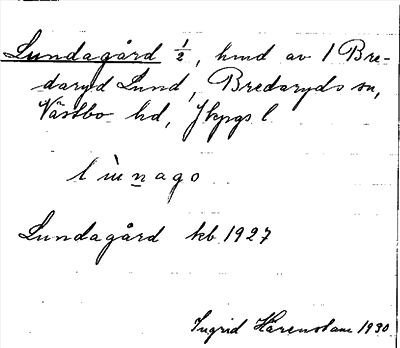 Lundagård ½, hmd av 1 Bre-
daryd Lund, Bredaryds sn,
Västbo hd, Jkpgs l
Lundagård kb 1927
Ingrid Härenstam 1930